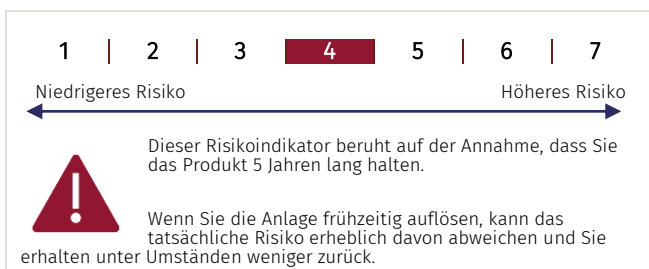 1 2 3 4 5 6 7
Niedrigeres Risiko Höheres Risiko
Dieser Risikoindikator beruht auf der Annahme, dass Sie
das Produkt 5 Jahren lang halten.
Wenn Sie die Anlage frühzeitig auflösen, kann das
tatsächliche Risiko erheblich davon abweichen und Sie
erhalten unter Umständen weniger zurück.